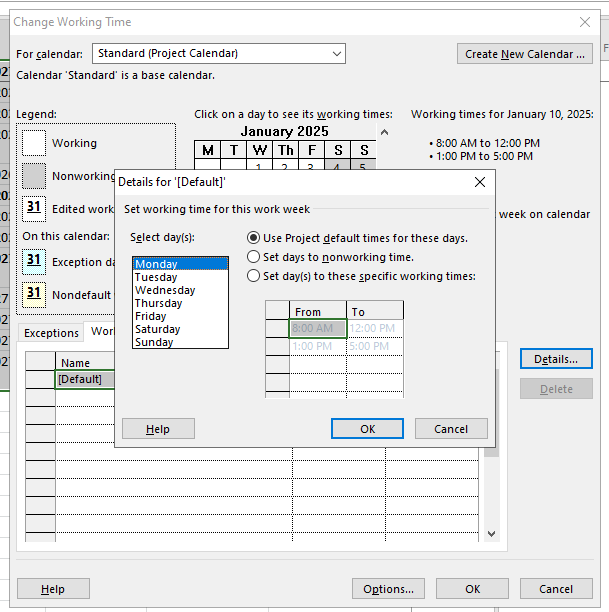 Change Working Time
For calendar: Standard (Project Calendar) Create New Calendar ...
Calendar 'Standard' is a base calendar.
Legend:
Working
Nonworking
31 Edited work
On this calendar:
31 Exception da
31 Nondefault
Click on a day to see its working times:
January 2025
M T W Th F S S
1 2 3 4 5
Working times for January 10, 2025:
• 8:00 AM to 12:00 PM
• 1:00 PM to 5:00 PM
week on calendar
Details for '[Default]'
Set working time for this work week
Select day(s):
Monday
Tuesday
Wednesday
Thursday
Friday
Saturday
Sunday
Use Project default times for these days.
Set days to nonworking time.
Set day(s) to these specific working times:
From To
8:00 AM 12:00 PM
1:00 PM 5:00 PM
Help OK Cancel
Exceptions Wor
Name
[Default]
Details...
Delete
Help Options... OK Cancel